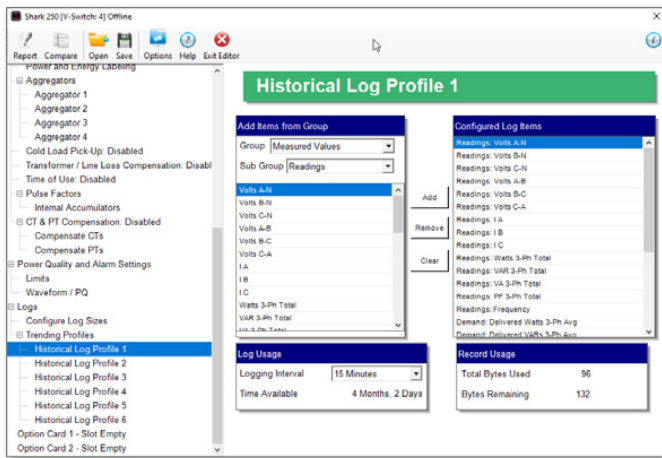 Shark 250 [V-Switch: 4] Offline
Report Compare Open Save Options Help Exit Editor
Power and Energy Labeling
Aggregators
Aggregator 1
Aggregator 2
Aggregator 3
Aggregator 4
Cold Load Pick-Up: Disabled
Transformer / Line Loss Compensation: Disabl
Time of Use: Disabled
Pulse Factors
Internal Accumulators
CT & PT Compensation: Disabled
Compensate CTs
Compensate PTs
Power Quality and Alarm Settings
Limits
Waveform / PQ
Logs
Configure Log Sizes
Trending Profiles
Historical Log Profile 1
Historical Log Profile 2
Historical Log Profile 3
Historical Log Profile 4
Historical Log Profile 5
Historical Log Profile 6
Option Card 1 - Slot Empty
Option Card 2 - Slot Empty
Historical Log Profile 1
Add Items from Group
Group Measured Values
Sub Group Readings
Volts A-N
Volts B-N
Volts C-N
Volts A-B
Volts B-C
Volts C-A
I A
I B
I C
Watts 3-Ph Total
VAR 3-Ph Total
VA 3-Ph Total
Add
Remove
Clear
Configured Log Items
Readings: Volts A-N
Readings: Volts B-N
Readings: Volts C-N
Readings: Volts A-B
Readings: Volts B-C
Readings: Volts C-A
Readings: I A
Readings: I B
Readings: I C
Readings: Watts 3-Ph Total
Readings: VAR 3-Ph Total
Readings: VA 3-Ph Total
Readings: PF 3-Ph Total
Readings: Frequency
Demand: Delivered Watts 3-Ph Avg
Demand: Delivered VARs 3-Ph Avg
Log Usage
Logging Interval 15 Minutes
Time Available 4 Months, 2 Days
Record Usage
Total Bytes Used 96
Bytes Remaining 132